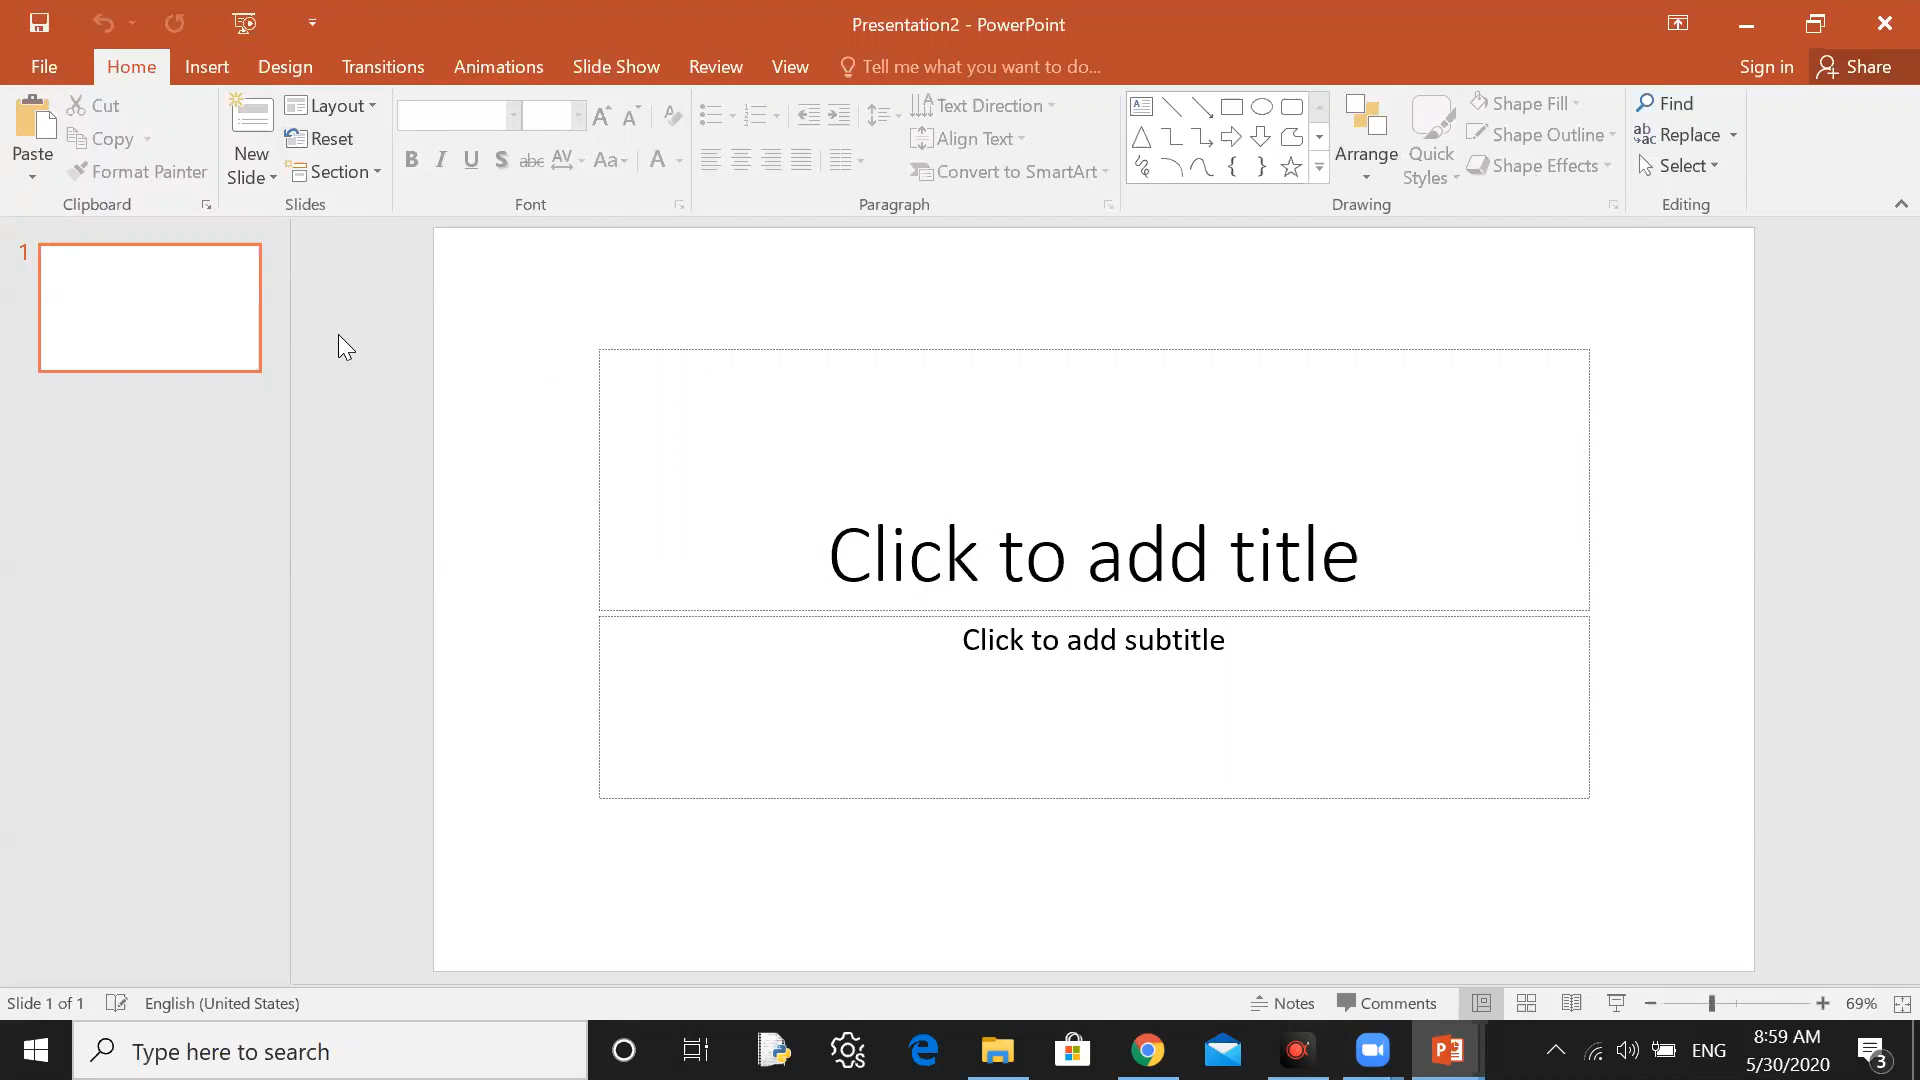 Presentation2 - PowerPoint
File
Home
Insert
Design
Transitions
Animations
Slide Show
Review
View
Tell me what you want to do...
Sign in
Share
Paste
Cut
Copy
Format Painter
Clipboard
New
Slide
Layout
Reset
Section
Slides
B I U S abc AV Aa A
Font
Text Direction
Align Text
Convert to SmartArt
Paragraph
Arrange
Quick
Styles
Shape Fill
Shape Outline
Shape Effects
Drawing
Find
Replace
Select
Editing
1
Click to add title
Click to add subtitle
Slide 1 of 1
English (United States)
Notes
Comments
69%
Type here to search
ENG
8:59 AM
5/30/2020
3